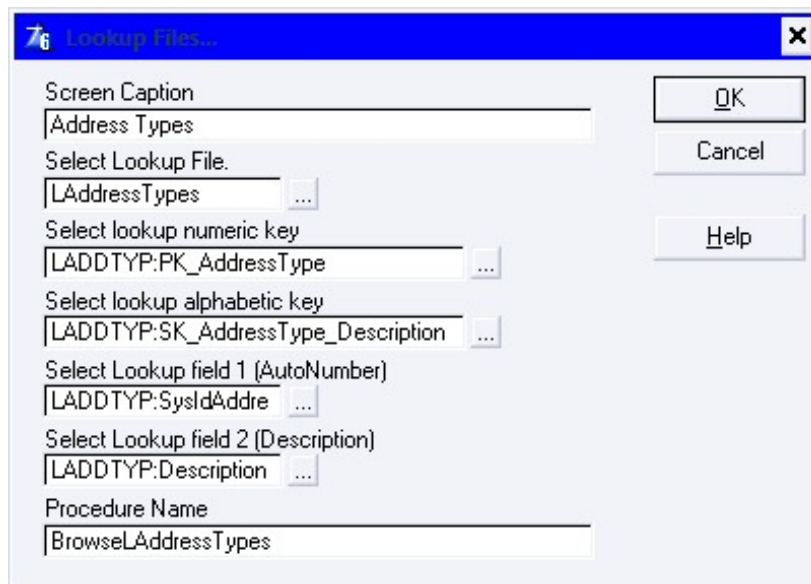 Lookup Files...
Screen Caption
OK
Address Types
Cancel
Select Lookup File.
LAddressTypes
...
Select lookup numeric key
Help
LADDTYP:PK_AddressType
...
Select lookup alphabetic key
LADDTYP:SK_AddressType_Description
...
Select Lookup field 1 (AutoNumber)
LADDTYP:SysIdAddre
...
Select Lookup field 2 (Description)
LADDTYP:Description
...
Procedure Name
BrowseLAddressTypes